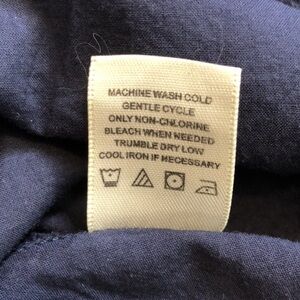 MACHINE WASH COLD
GENTLE CYCLE
ONLY NON-CHLORINE
BLEACH WHEN NEEDED
TRUMBLE DRY LOW
COOL IRON IF NECESSARY